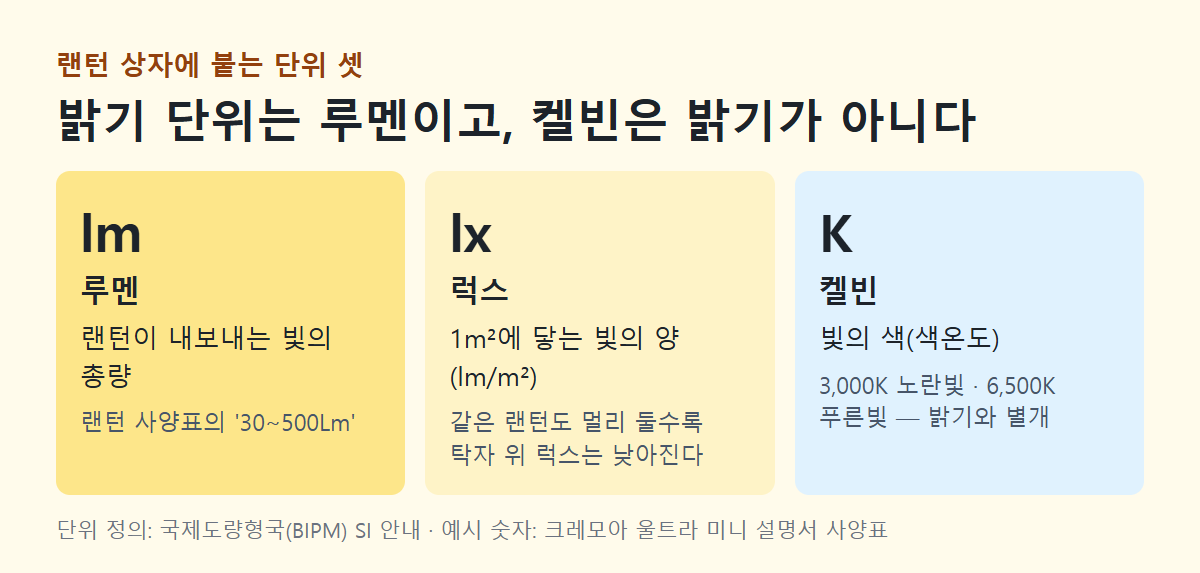 랜턴 상자에 붙는 단위 셋
밝기 단위는 루멘이고, 켈빈은 밝기가 아니다
lm
루멘
랜턴이 내보내는 빛의
총량
랜턴 사양표의 '30~500Lm'
lx
럭스
1m²에 닿는 빛의 양
(lm/m²)
같은 랜턴도 멀리 둘수록
탁자 위 럭스는 낮아진다
K
켈빈
빛의 색(색온도)
3,000K 노란빛 · 6,500K
푸른빛 — 밝기와 별개
단위 정의: 국제도량형국(BIPM) SI 안내 · 예시 숫자: 크레모아 울트라 미니 설명서 사양표